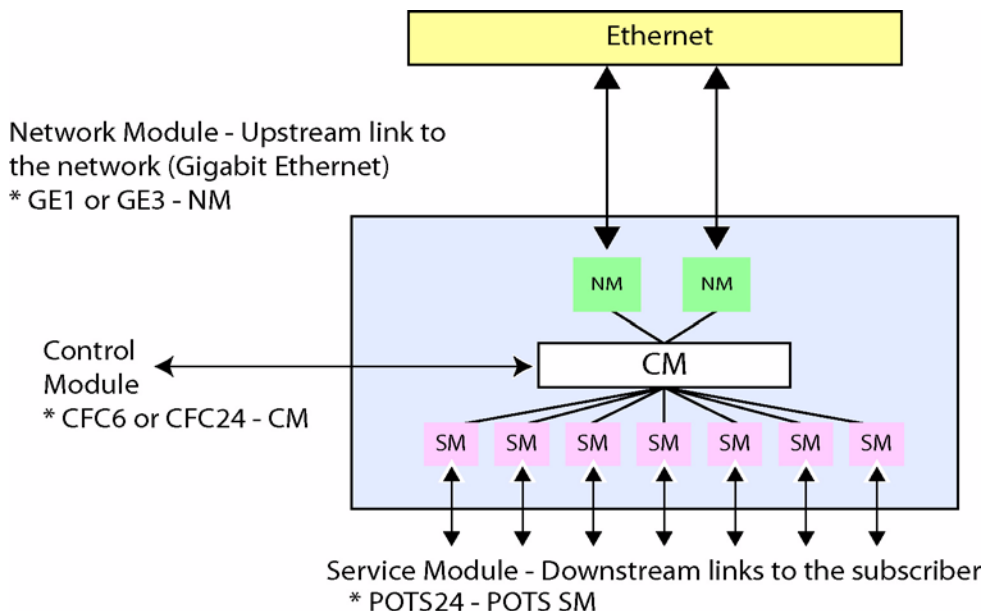 Ethernet
Network Module - Upstream link to
the network (Gigabit Ethernet)
* GE1 or GE3 - NM
NM NM
Control
Module
* CFC6 or CFC24 - CM
CM
SM SM SM SM SM SM SM
Service Module - Downstream links to the subscriber
* POTS24 - POTS SM